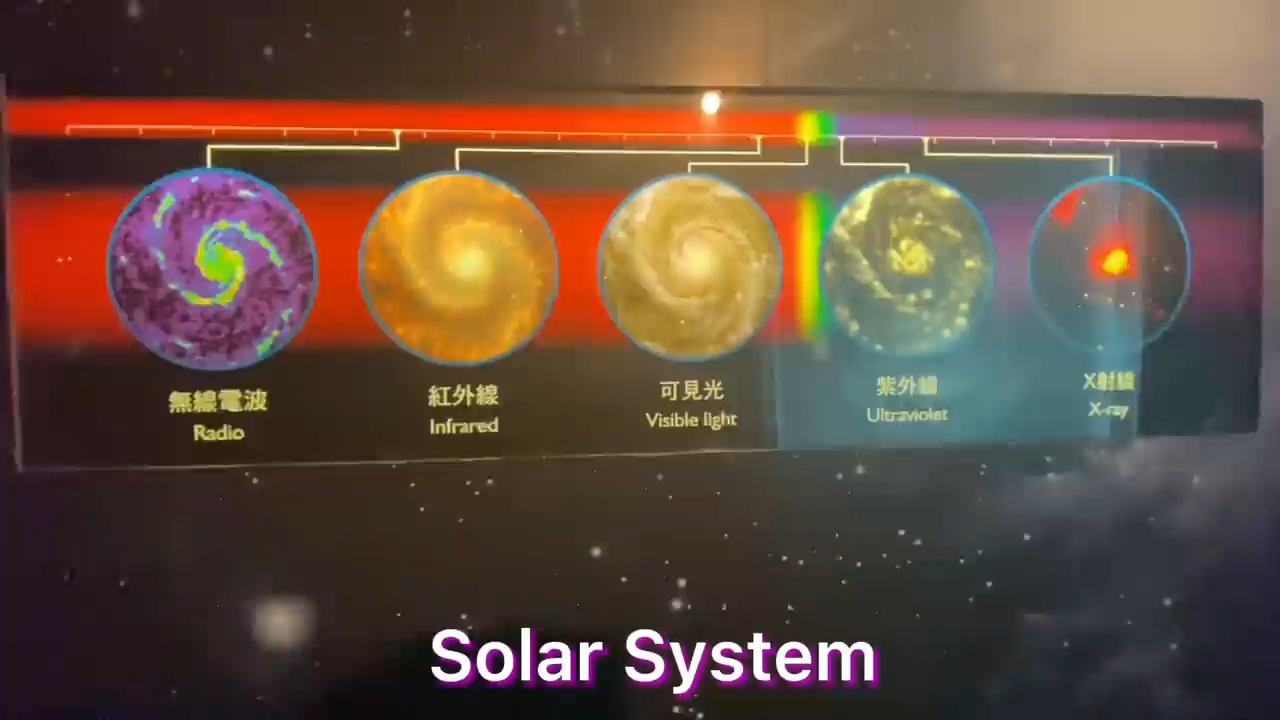 無線電波
Radio
紅外線
Infrared
可見光
Visible light
紫外線
Ultraviolet
X射線
X-ray
Solar System